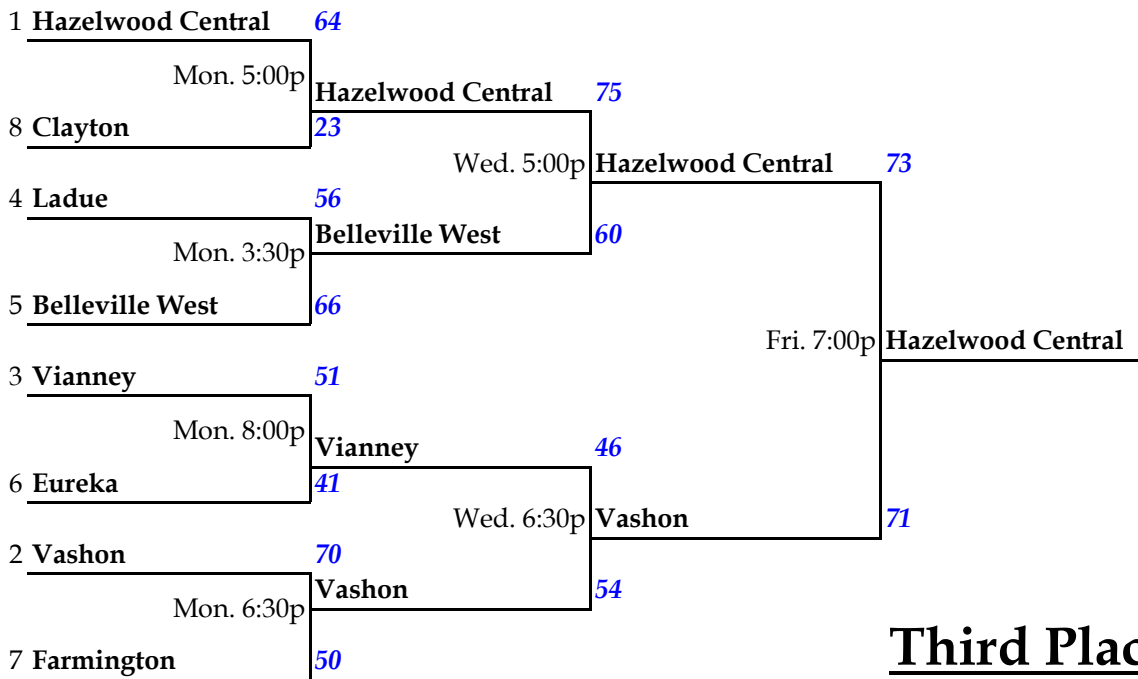 1 Hazelwood Central 64
Mon. 5:00p
Hazelwood Central 75
8 Clayton 23
Wed. 5:00p Hazelwood Central 73
4 Ladue 56
Belleville West 60
Mon. 3:30p
5 Belleville West 66
Fri. 7:00p Hazelwood Central
3 Vianney 51
Mon. 8:00p
Vianney 46
6 Eureka 41
Wed. 6:30p Vashon 71
2 Vashon 70
Vashon 54
Mon. 6:30p
7 Farmington 50
Third Plac